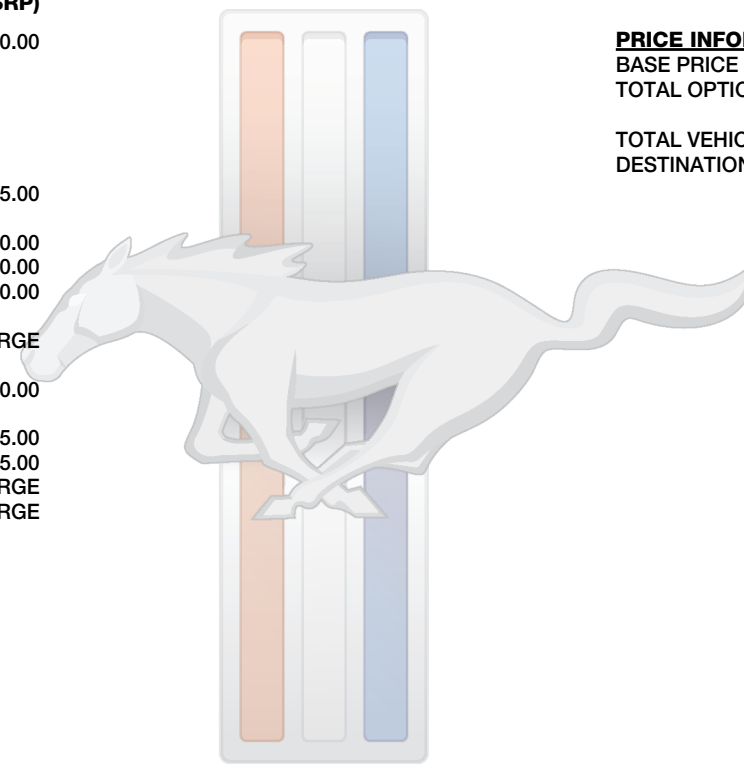 SRP)
0.00
5.00
0.00
0.00
0.00
RGE
0.00
5.00
5.00
RGE
RGE
PRICE INFO
BASE PRICE
TOTAL OPTIO
TOTAL VEHIC
DESTINATION